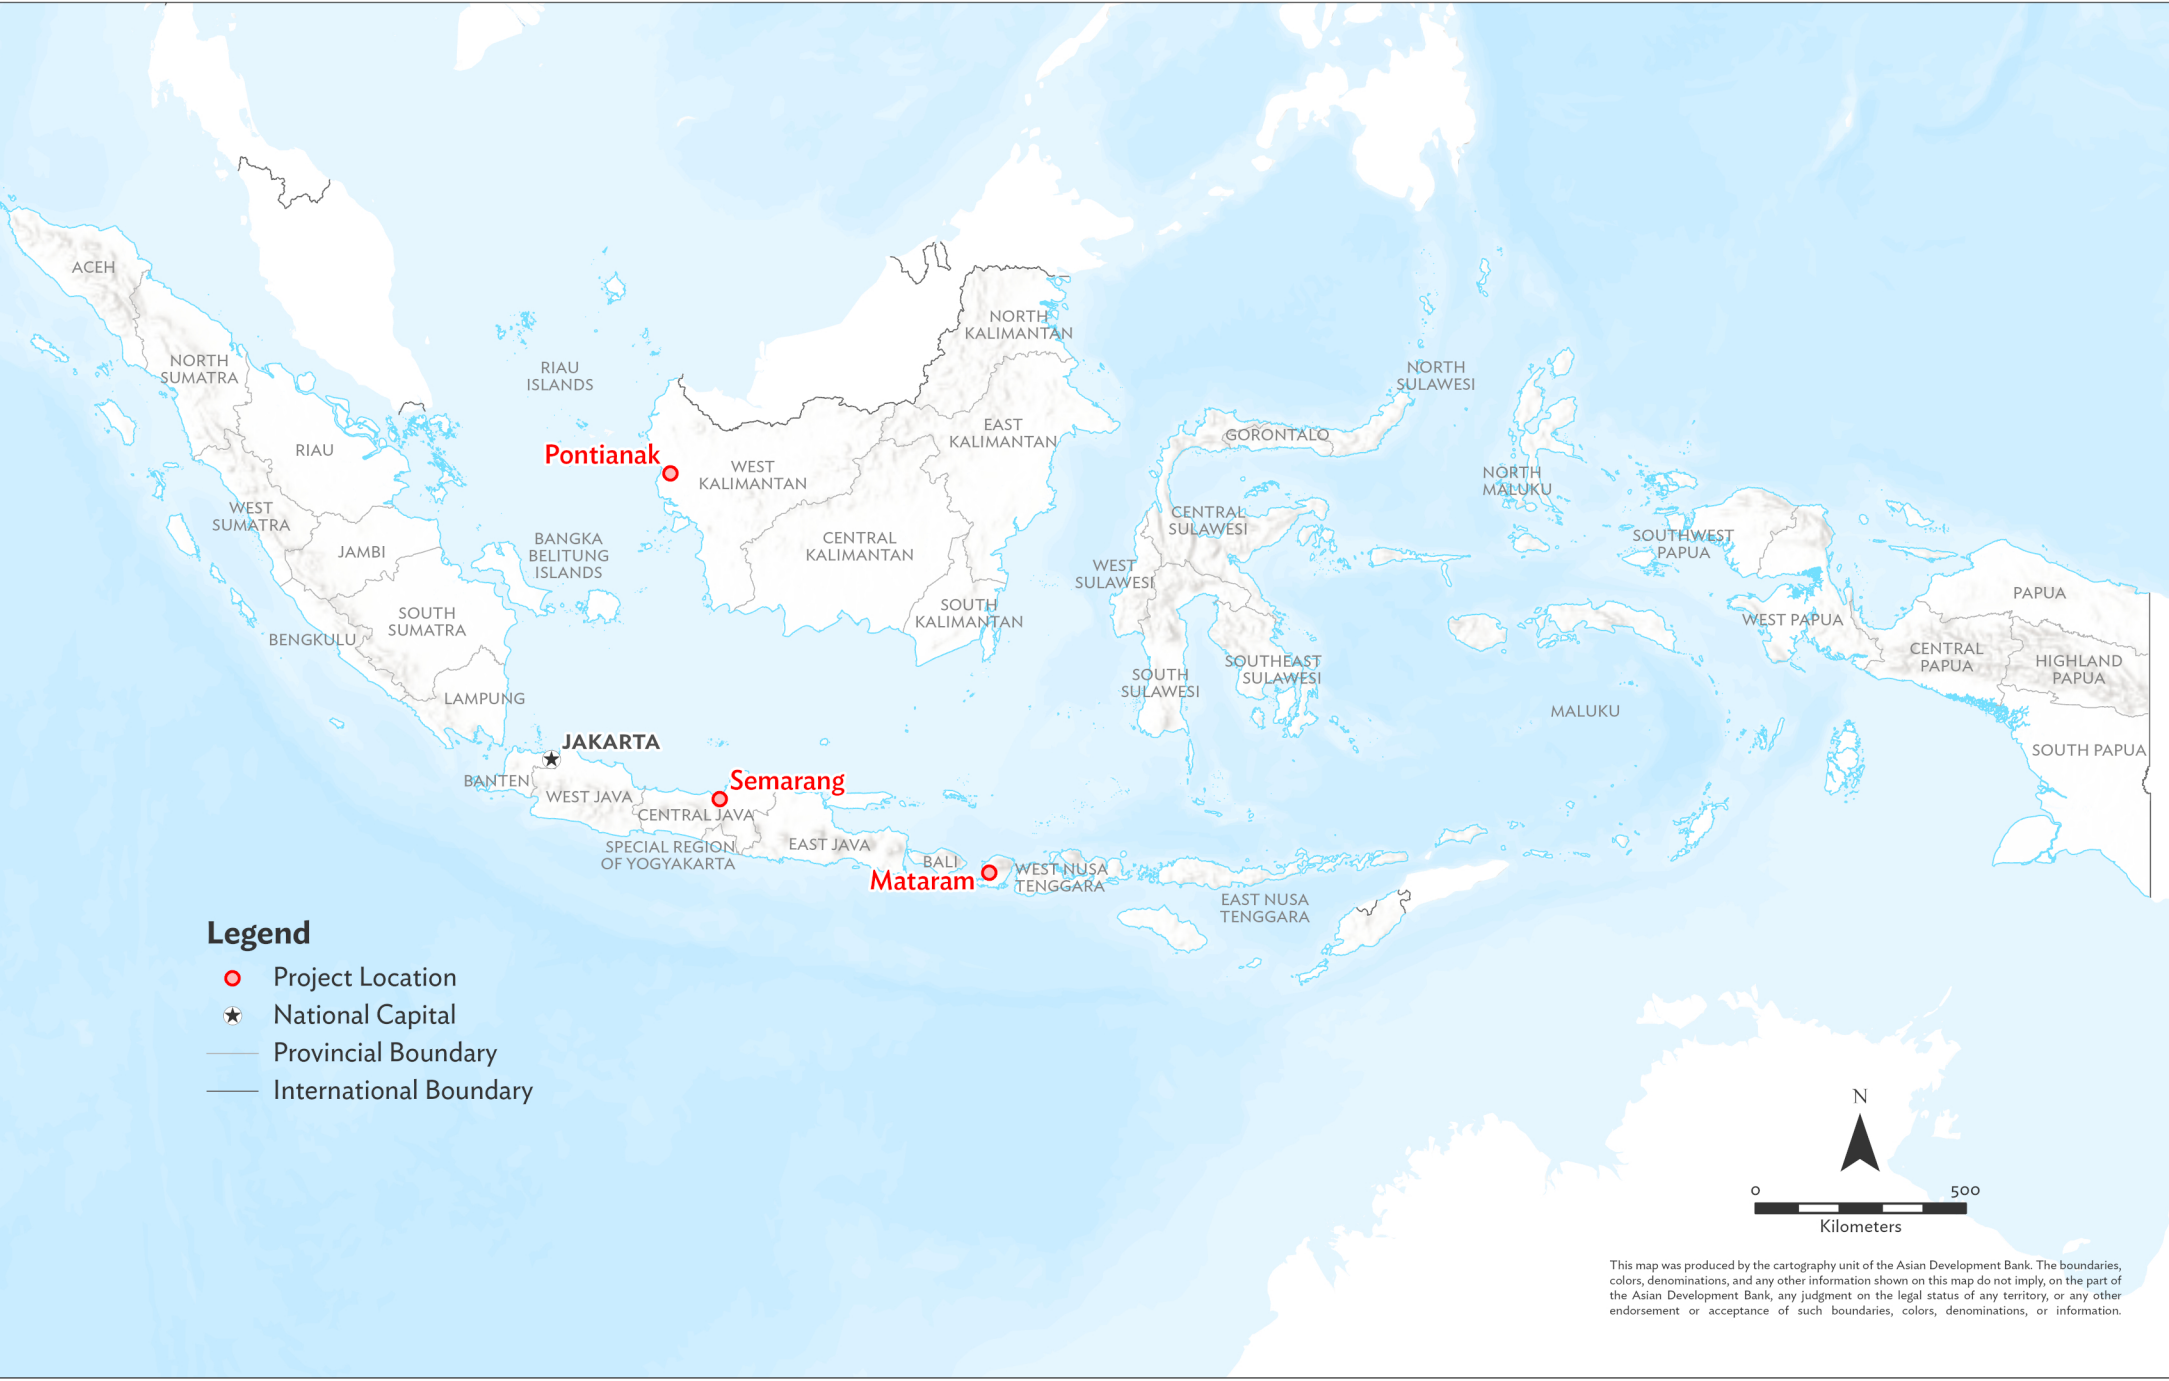 ACEH
NORTH
SUMATRA
RIAU
WEST
SUMATRA
JAMBI
SOUTH
SUMATRA
BENGKULU
LAMPUNG
RIAU
ISLANDS
BANGKA
BELITUNG
ISLANDS
Pontianak
WEST
KALIMANTAN
NORTH
KALIMANTAN
EAST
KALIMANTAN
CENTRAL
KALIMANTAN
SOUTH
KALIMANTAN
NORTH
SULAWESI
GORONTALO
CENTRAL
SULAWESI
WEST
SULAWESI
SOUTH
SULAWESI
SOUTHEAST
SULAWESI
NORTH
MALUKU
MALUKU
SOUTHWEST
PAPUA
WEST PAPUA
PAPUA
CENTRAL
PAPUA
HIGHLAND
PAPUA
SOUTH PAPUA
JAKARTA
BANTEN
WEST JAVA
Semarang
CENTRAL JAVA
SPECIAL REGION
OF YOGYAKARTA
EAST JAVA
BALI
Mataram
WEST NUSA
TENGGARA
EAST NUSA
TENGGARA
Legend
Project Location
National Capital
Provincial Boundary
International Boundary
N
0 500
Kilometers
This map was produced by the cartography unit of the Asian Development Bank. The boundaries,
colors, denominations, and any other information shown on this map do not imply, on the part of
the Asian Development Bank, any judgment on the legal status of any territory, or any other
endorsement or acceptance of such boundaries, colors, denominations, or information.